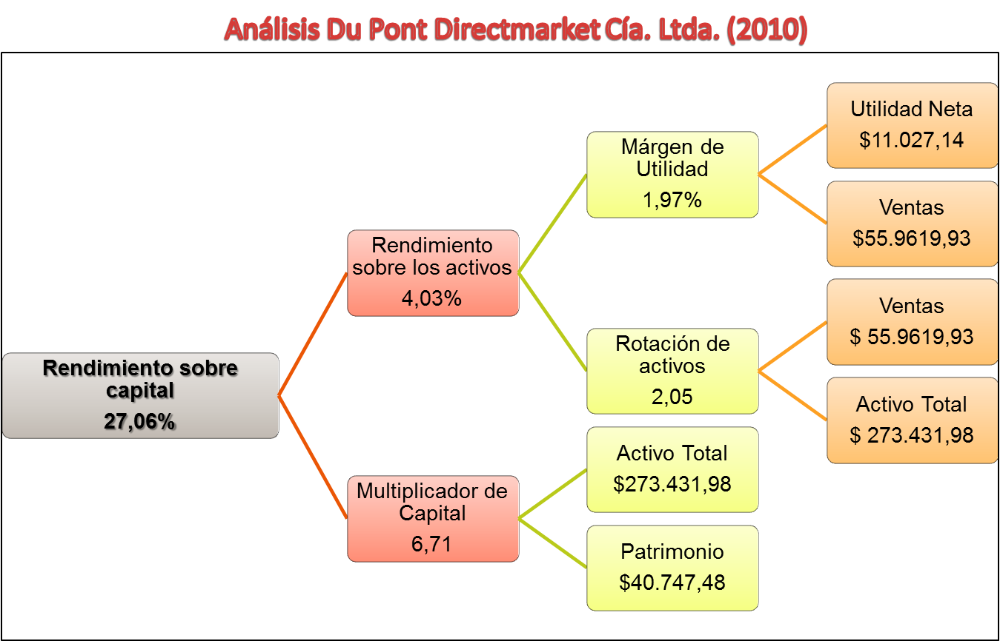 Análisis Du Pont Directmarket Cía. Ltda. (2010)
Rendimiento sobre
capital
27,06%
Rendimiento
sobre los activos
4,03%
Márgen de
Utilidad
1,97%
Utilidad Neta
$11.027,14
Ventas
$55.9619,93
Rotación de
activos
2,05
Ventas
$ 55.9619,93
Activo Total
$ 273.431,98
Multiplicador de
Capital
6,71
Activo Total
$273.431,98
Patrimonio
$40.747,48